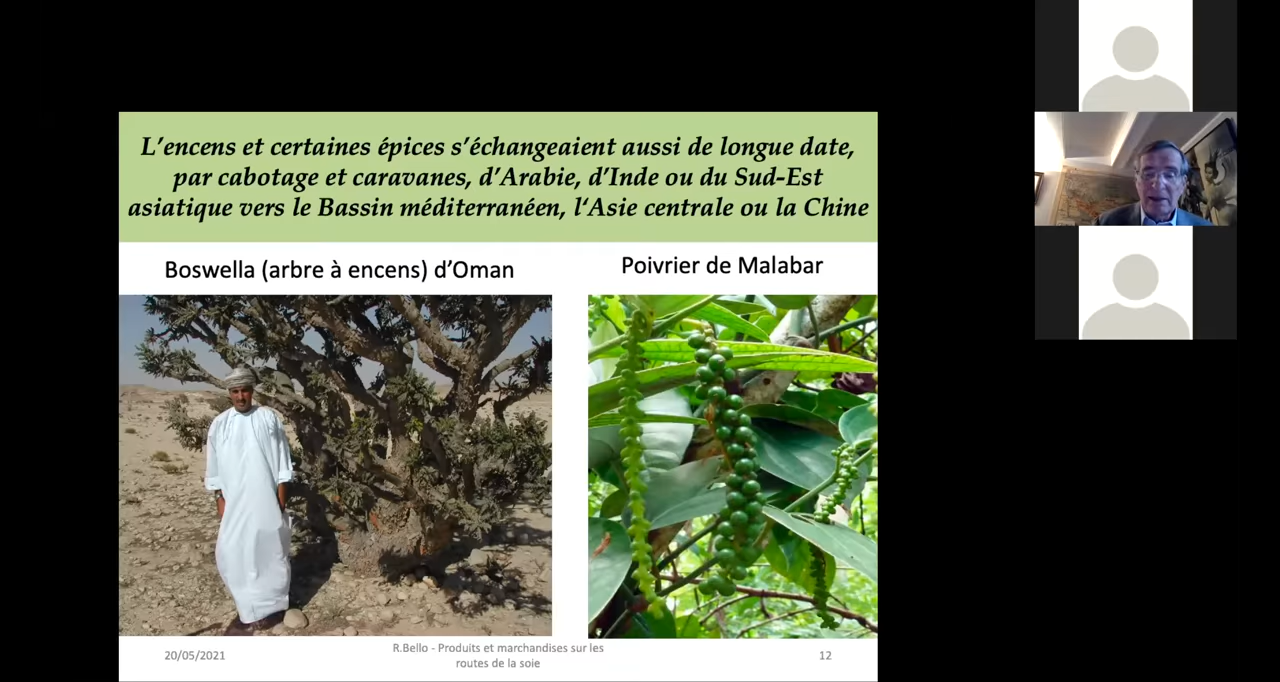 L’encens et certaines épices s’échangeaient aussi de longue date,
par cabotage et caravanes, d’Arabie, d’Inde ou du Sud-Est
asiatique vers le Bassin méditerranéen, l‘Asie centrale ou la Chine
Boswella (arbre à encens) d’Oman
Poivrier de Malabar
20/05/2021
R.Bello - Produits et marchandises sur les
routes de la soie
12